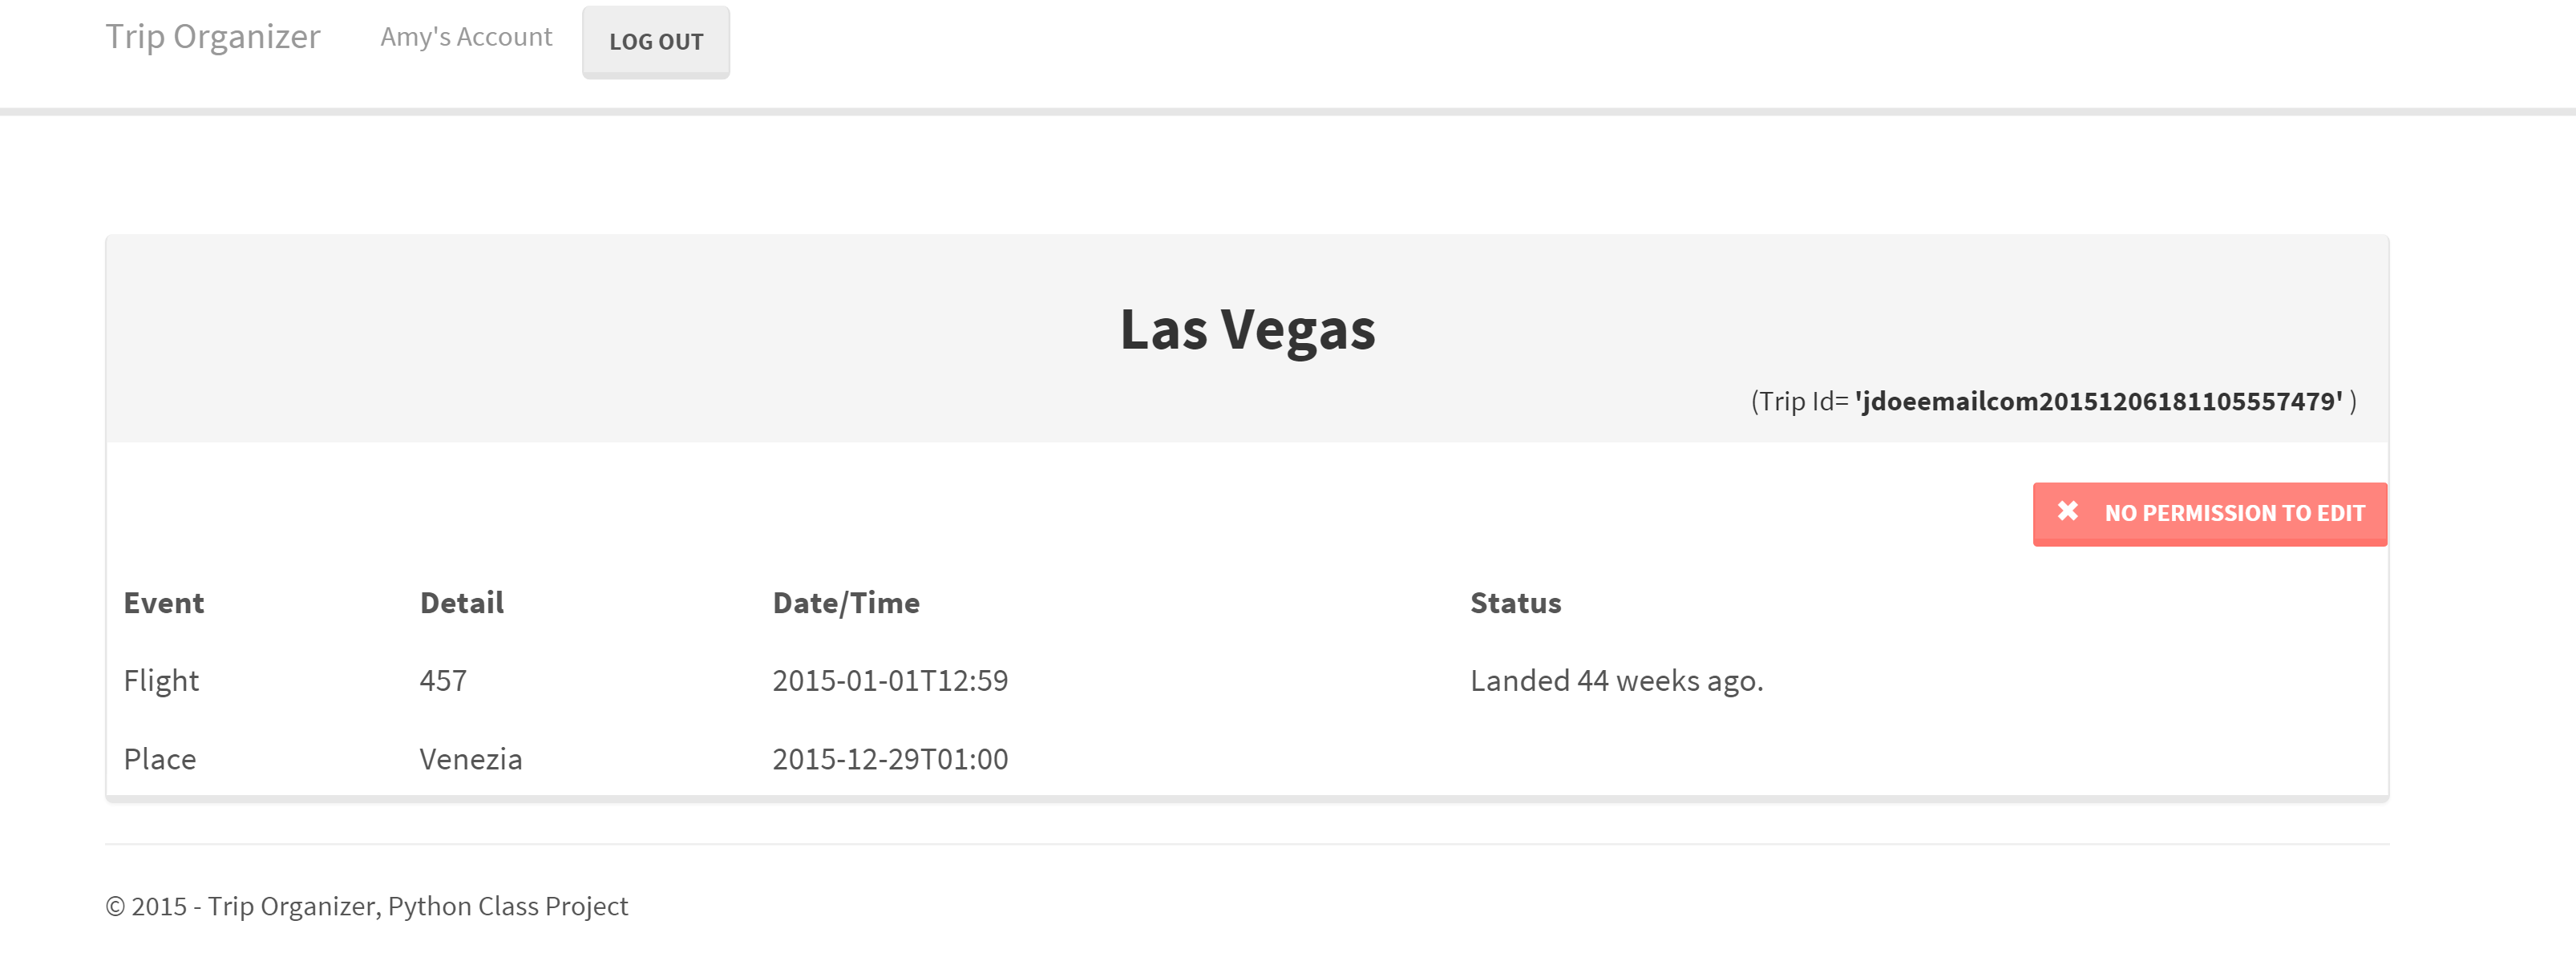 Trip Organizer Amy's Account LOG OUT
Las Vegas
(Trip Id= 'jdoeemailcom20151206181105557479' )
NO PERMISSION TO EDIT
Event Detail Date/Time Status
Flight 457 2015-01-01T12:59 Landed 44 weeks ago.
Place Venezia 2015-12-29T01:00
© 2015 - Trip Organizer, Python Class Project